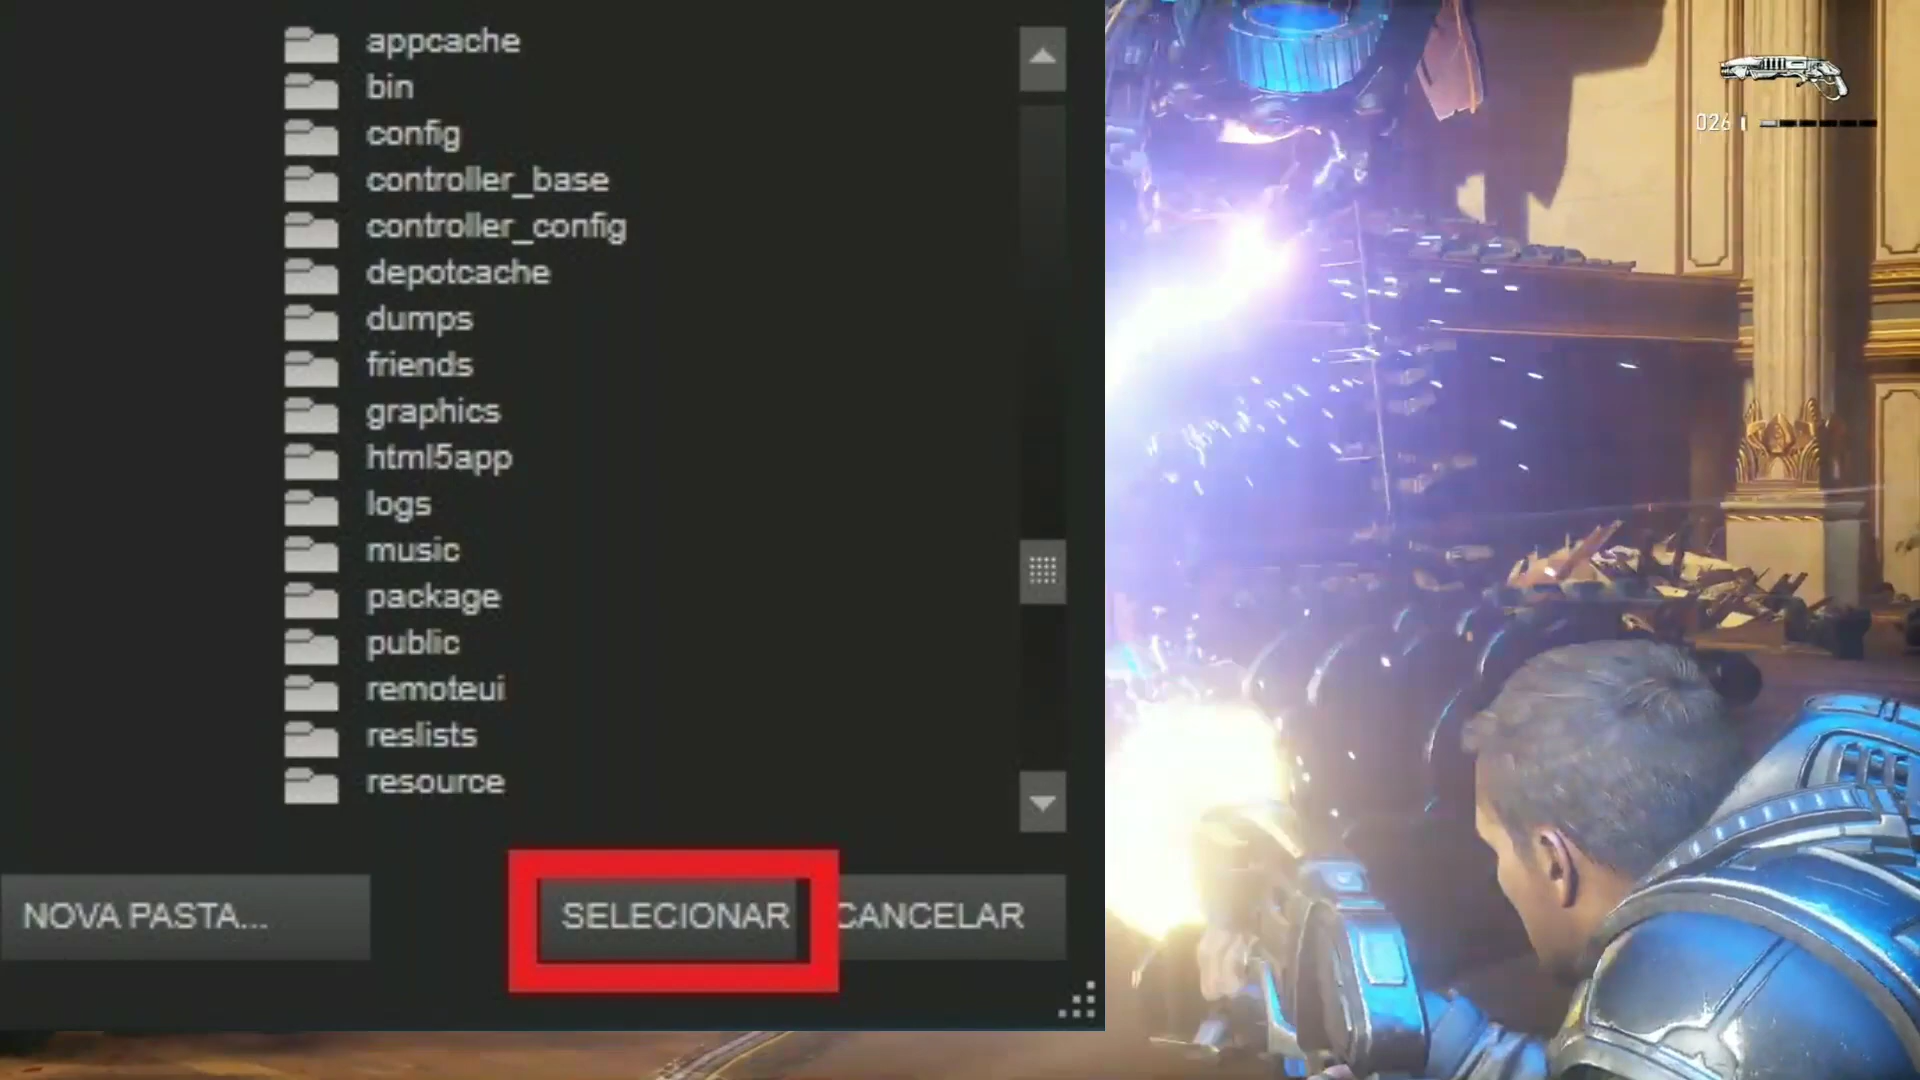 appcache
bin
config
controller_base
controller_config
depotcache
dumps
friends
graphics
html5app
logs
music
package
public
remoteui
reslists
resource
NOVA PASTA...
SELECIONAR
CANCELAR
026